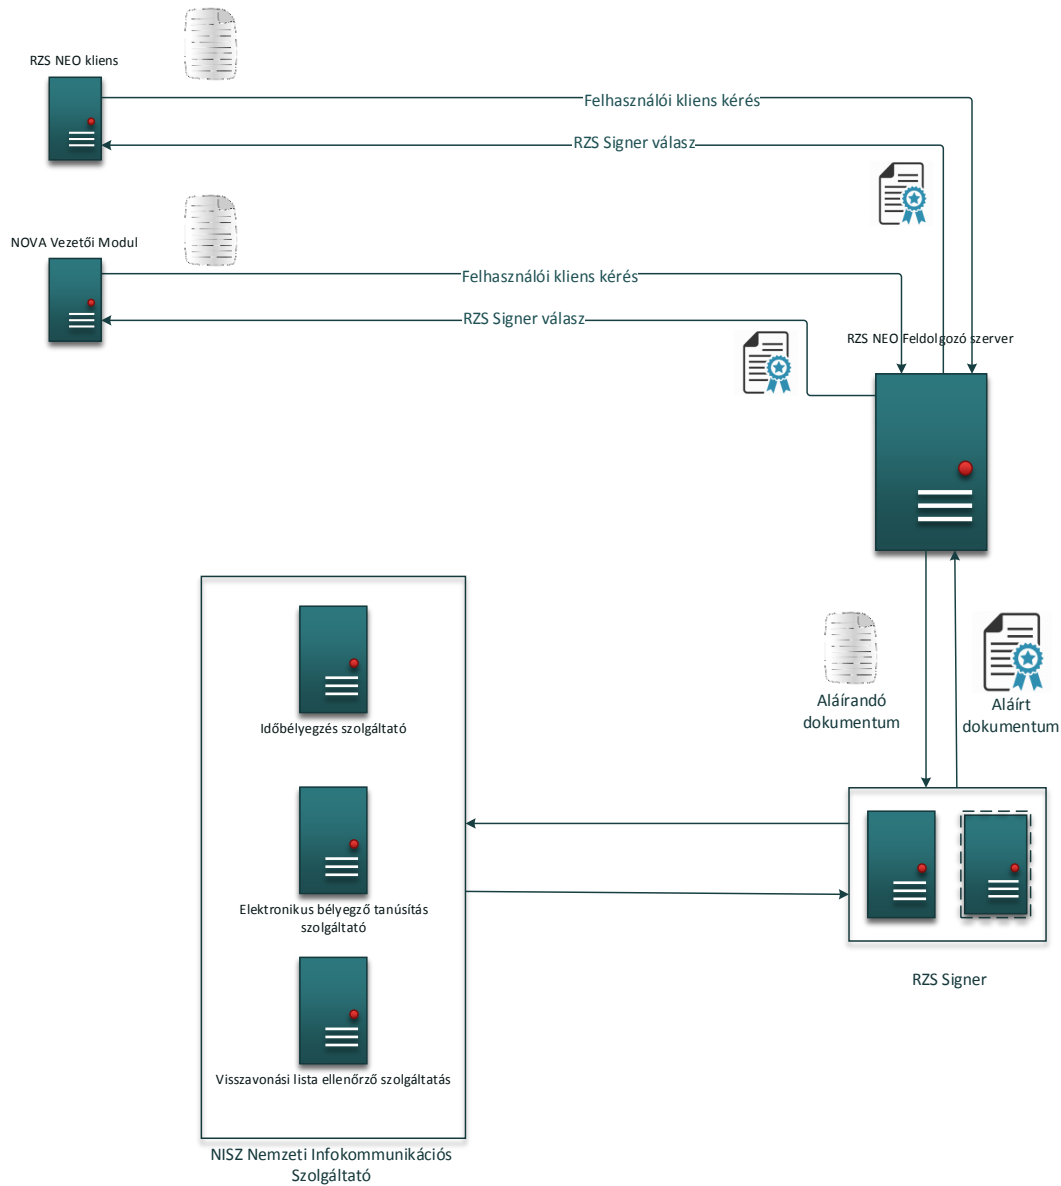 RZS NEO kliens
Felhasználói kliens kérés
RZS Signer válasz
NOVA Vezetői Modul
Felhasználói kliens kérés
RZS Signer válasz
RZS NEO Feldolgozó szerver
Aláírandó
dokumentum
Aláírt
dokumentum
Időbélyegzés szolgáltató
Elektronikus bélyegző tanúsítás
szolgáltató
RZS Signer
Visszavonási lista ellenőrző szolgáltatás
NISZ Nemzeti Infokommunikációs
Szolgáltató